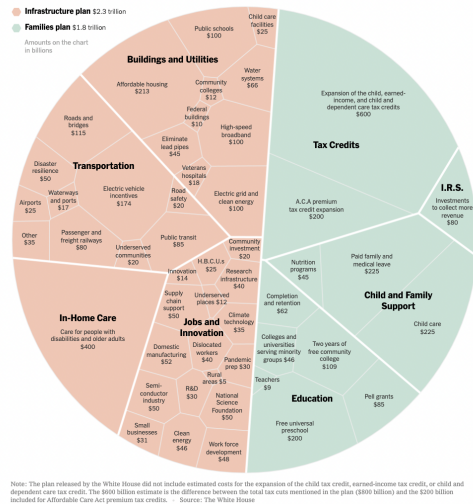 Infrastructure plan $2.3 trillion
Families plan $1.8 trillion
Amounts on the chart
in billions
Buildings and Utilities
Public schools
$100
Child care
facilities
$25
Affordable housing
$213
Community
colleges
$12
Water
systems
$66
Federal
buildings
$10
Eliminate
lead pipes
$45
High-speed
broadband
$100
Veterans
hospitals
$18
Electric grid and
clean energy
$100
Transportation
Roads and
bridges
$115
Disaster
resilience
$50
Airports
$25
Waterways
and ports
$17
Electric vehicle
incentives
$174
Road
safety
$20
Other
$35
Passenger and
freight railways
$80
Underserved
communities
$20
Public transit
$85
In-Home Care
Care for people with
disabilities and older adults
$400
Jobs and
Innovation
Community
investment
$20
Innovation
$14
H.B.C.U.s
$25
Research
infrastructure
$40
Supply
chain
support
$50
Underserved
places $12
Climate
technology
$35
Domestic
manufacturing
$52
Dislocated
workers
$40
Pandemic
prep $30
Rural
areas $5
Semi-
conductor
industry
$50
R&D
$30
National
Science
Foundation
$50
Small
businesses
$31
Clean
energy
$46
Work force
development
$48
Tax Credits
Expansion of the child, earned-
income, and child and
dependent care tax credits
$600
A.C.A premium
tax credit expansion
$200
I.R.S.
Investments
to collect more
revenue
$80
Child and Family
Support
Nutrition
programs
$45
Paid family and
medical leave
$225
Child care
$225
Education
Completion
and retention
$62
Colleges and
universities
serving minority
groups $46
Two years of
free community
college
$109
Teachers
$9
Pell grants
$85
Free universal
preschool
$200
Note: The plan released by the White House did not include estimated costs for the expansion of the child tax credit, earned-income tax credit, or child and
dependent care tax credit. The $600 billion estimate is the difference between the total tax cuts mentioned in the plan ($800 billion) and the $200 billion
included for Affordable Care Act premium tax credits. · Source: The White House